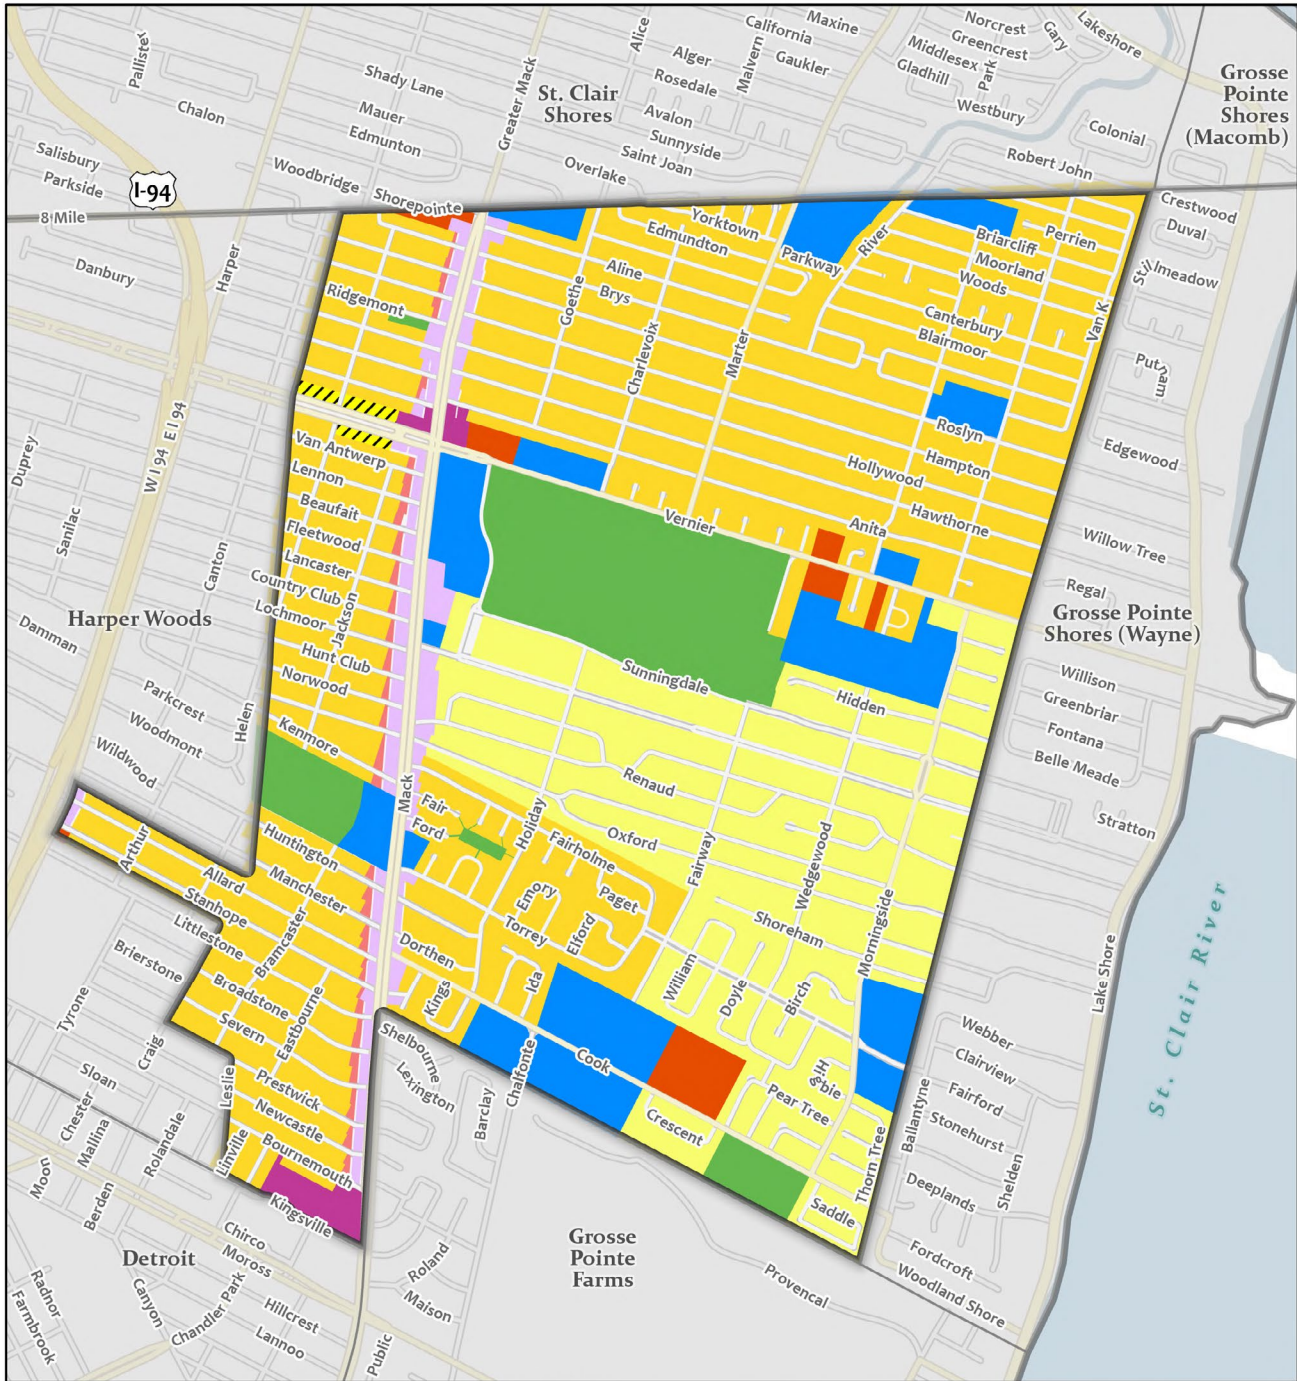 Maxine
California
Norcrest
Greencrest
Gary
Lakeshore
Pallister
Alice
Alger
Malvern
Gaukler
Middlesex
Park
Gladhill
Shady Lane
Greater Mack
Rosedale
Grosse
Pointe
Shores
(Macomb)
St. Clair
Shores
Chalon
Mauer
Avalon
Westbury
Colonial
Edmunton
Sunnyside
Salisbury
Saint Joan
Parkside
I-94
Woodbridge
Overlake
Robert John
8 Mile
Shorepointe
Yorktown
Crestwood
Edmundton
River
Briarcliff
Perrien
Duval
Harper
Danbury
Aline
Parkway
Moorland
Brys
Woods
Ridgemont
Goethe
Canterbury
Van K
Charlevoix
Marter
Blairmoor
Roslyn
W I 94 E I 94
Van Antwerp
Duprey
Lennon
Hollywood
Hampton
Edgewood
Beaufait
Vernier
Anita
Hawthorne
Sanilac
Fleetwood
Willow Tree
Canton
Lancaster
Regal
Country Club
Harper Woods
Lochmoor
Jackson
Grosse Pointe
Shores (Wayne)
Damman
Hunt Club
Sunningdale
Willison
Norwood
Hidden
Greenbriar
Parkcrest
Helen
Fontana
Woodmont
Kenmore
Belle Meade
Wildwood
Mack
Renaud
Fair
Stratton
Ford
Holiday
Oxford
Arthur
Huntington
Fairholme
Fairway
Wedgewood
Allard
Manchester
Paget
Stanhope
Emory
Morningside
Littlestone
Bramcaster
Torrey
Elford
Shoreham
St. Clair River
Brierstone
Dorthen
Lake Shore
Broadstone
Ida
William
Doyle
Birch
Tyrone
Kings
Eastbourne
Severn
Webber
Craig
Shelbourne
Cook
Clairview
Sloan
Leslie
Lexington
Chalfonte
Prestwick
Pear Tree
Ballantyne
Fairford
Chester
Newcastle
Barclay
Crescent
Stonehurst
Mallina
Rolandale
Linville
Bournemouth
Thorn Tree
Shelden
Moon
Berden
Deeplands
Kingsville
Saddle
Chirco
Grosse
Pointe
Farms
Detroit
Moross
Fordcroft
Roland
Provencal
Woodland Shore
Radnor
Canyon
Chandler Park
Hillcrest
Maison
Farmbrook
Lannoo
Public